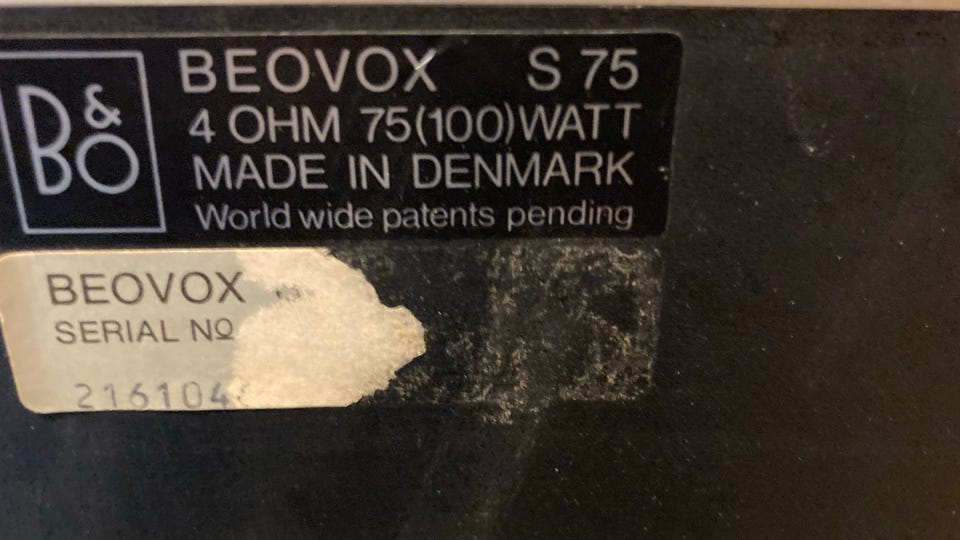 B&O
BEOVOX S 75
4 OHM 75(100)WATT
MADE IN DENMARK
World wide patents pending
BEOVOX
SERIAL Nº
216104